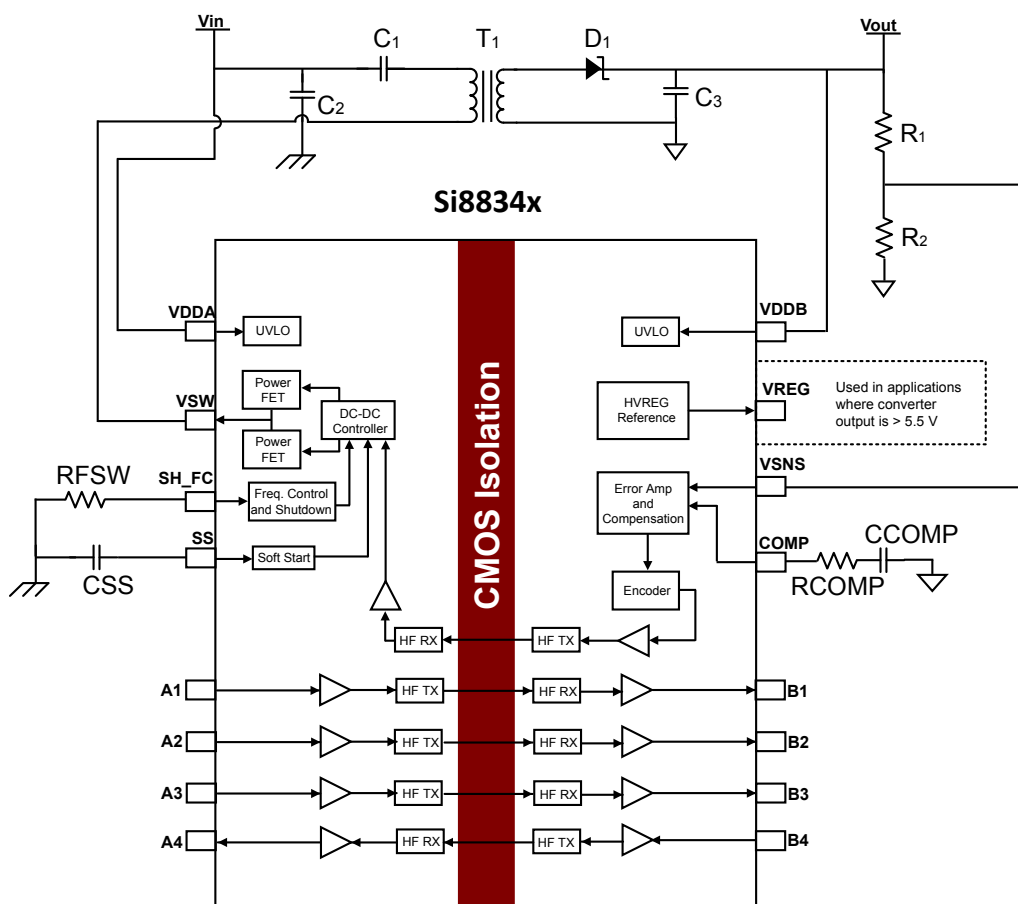 Vin
C1
T1
D1
Vout
C2
C3
R1
Si8834x
R2
VDDA
UVLO
UVLO
VDDB
Power
FET
VSW
DC-DC
Controller
Power
FET
HVREG
Reference
VREG
Used in applications
where converter
output is > 5.5 V
RFSW
SH_FC
Freq. Control
and Shutdown
VSNS
Error Amp
and
Compensation
SS
CSS
Soft Start
COMP
CCOMP
RCOMP
Encoder
CMOS Isolation
HF RX
HF TX
A1
HF TX
HF RX
B1
A2
HF TX
HF RX
B2
A3
HF TX
HF RX
B3
A4
HF RX
HF TX
B4